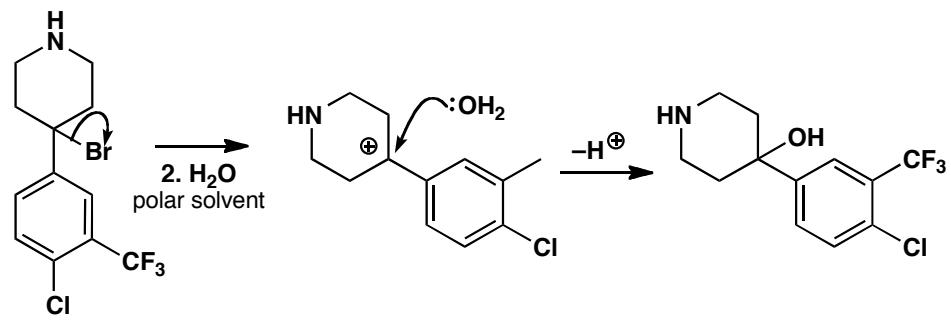 H
N
Br
CF3
Cl
2. H2O
polar solvent
HN
⊕
:OH2
Cl
–H⊕
HN
OH
CF3
Cl